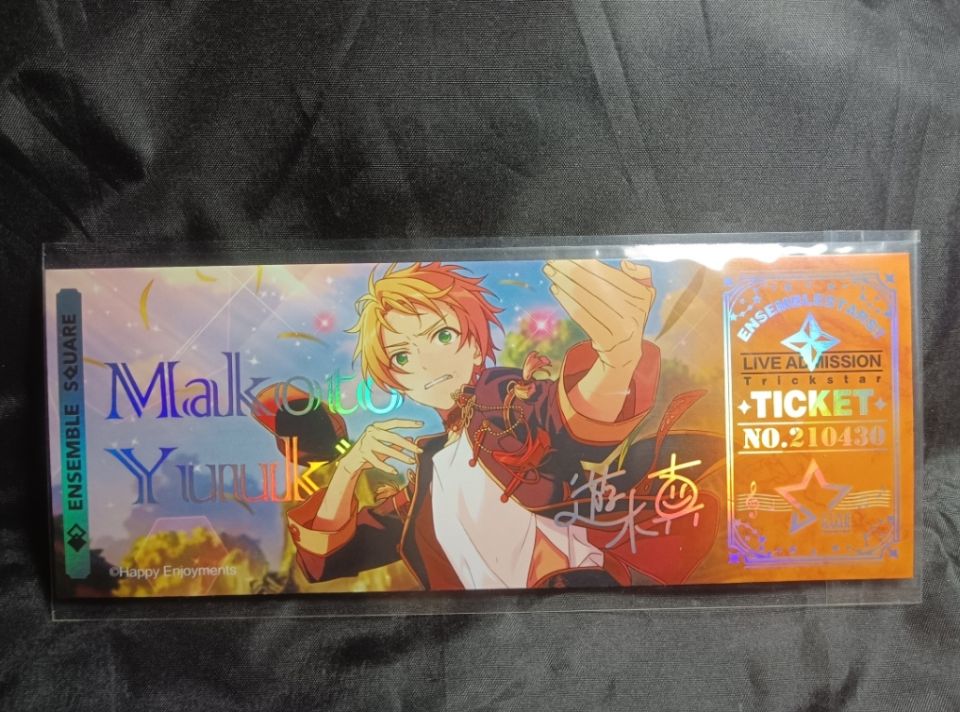 ENSEMBLE SQUARE
Makoto
Yuuki
©Happy Enjoyments
遊木真
ENSEMBLESTARS!!
LIVE ADMISSION
Trickstar
TICKET
NO.210430